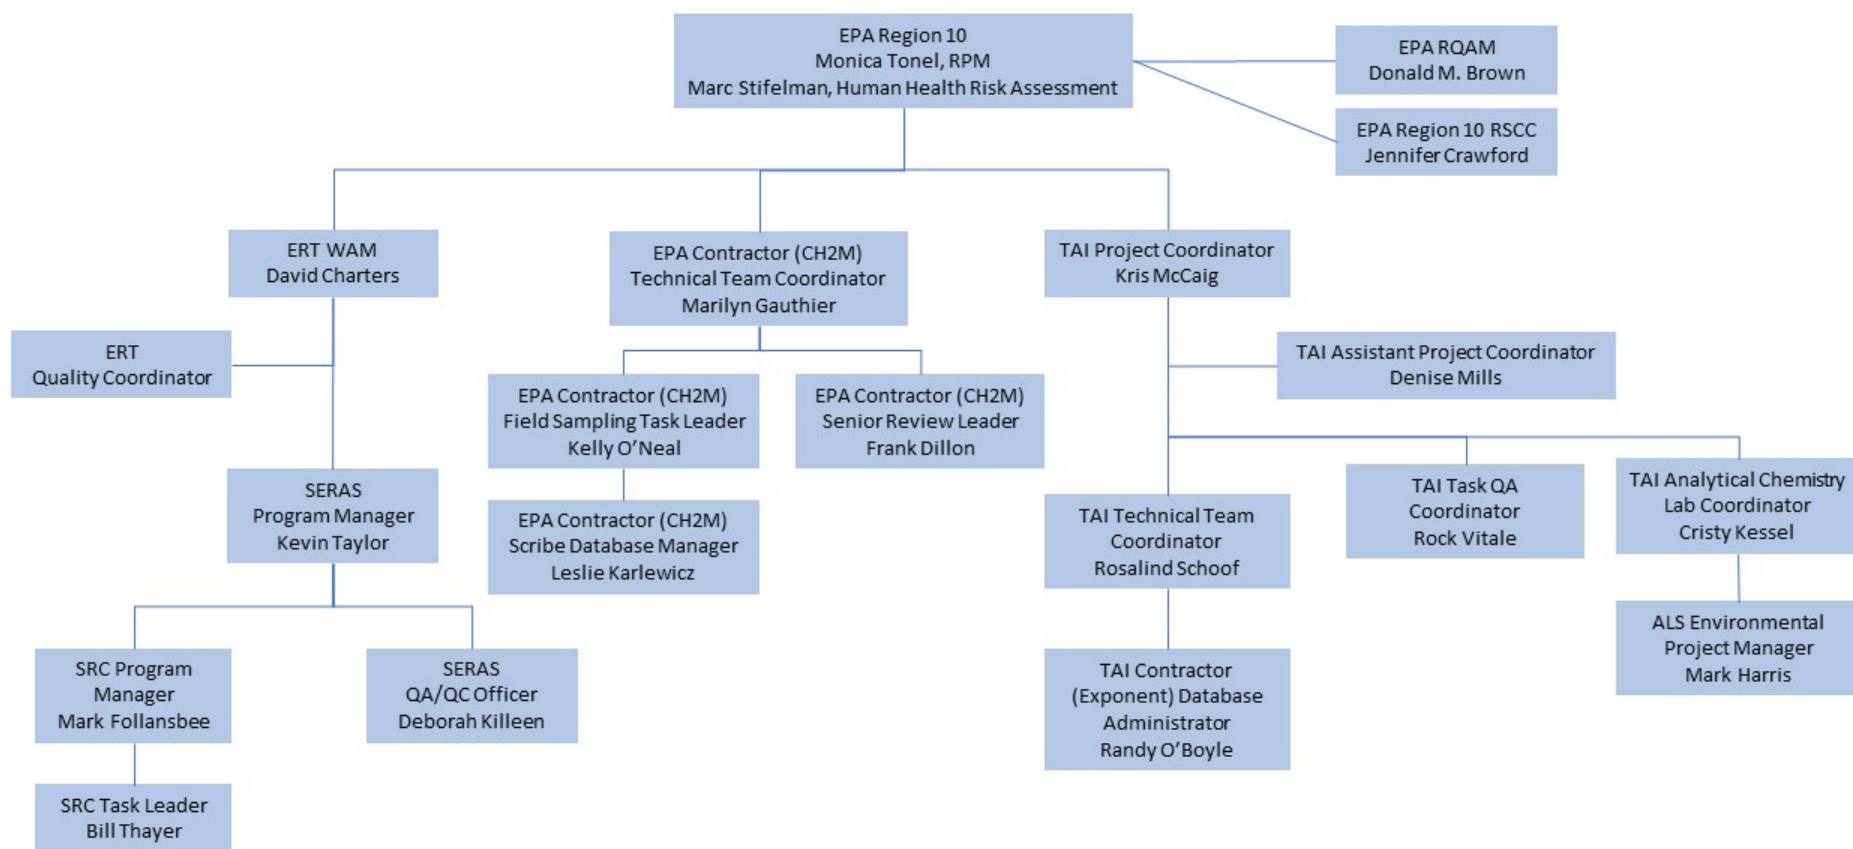 EPA Region 10
Monica Tonel, RPM
Marc Stifelman, Human Health Risk Assessment
EPA RQAM
Donald M. Brown
EPA Region 10 RSCC
Jennifer Crawford
ERT WAM
David Charters
EPA Contractor (CH2M)
Technical Team Coordinator
Marilyn Gauthier
TAI Project Coordinator
Kris McCaig
ERT
Quality Coordinator
TAI Assistant Project Coordinator
Denise Mills
EPA Contractor (CH2M)
Field Sampling Task Leader
Kelly O’Neal
EPA Contractor (CH2M)
Senior Review Leader
Frank Dillon
SERAS
Program Manager
Kevin Taylor
EPA Contractor (CH2M)
Scribe Database Manager
Leslie Karlewicz
TAI Technical Team
Coordinator
Rosalind Schoof
TAI Task QA
Coordinator
Rock Vitale
TAI Analytical Chemistry
Lab Coordinator
Cristy Kessel
SRC Program
Manager
Mark Follansbee
SERAS
QA/QC Officer
Deborah Killeen
TAI Contractor
(Exponent) Database
Administrator
Randy O’Boyle
ALS Environmental
Project Manager
Mark Harris
SRC Task Leader
Bill Thayer